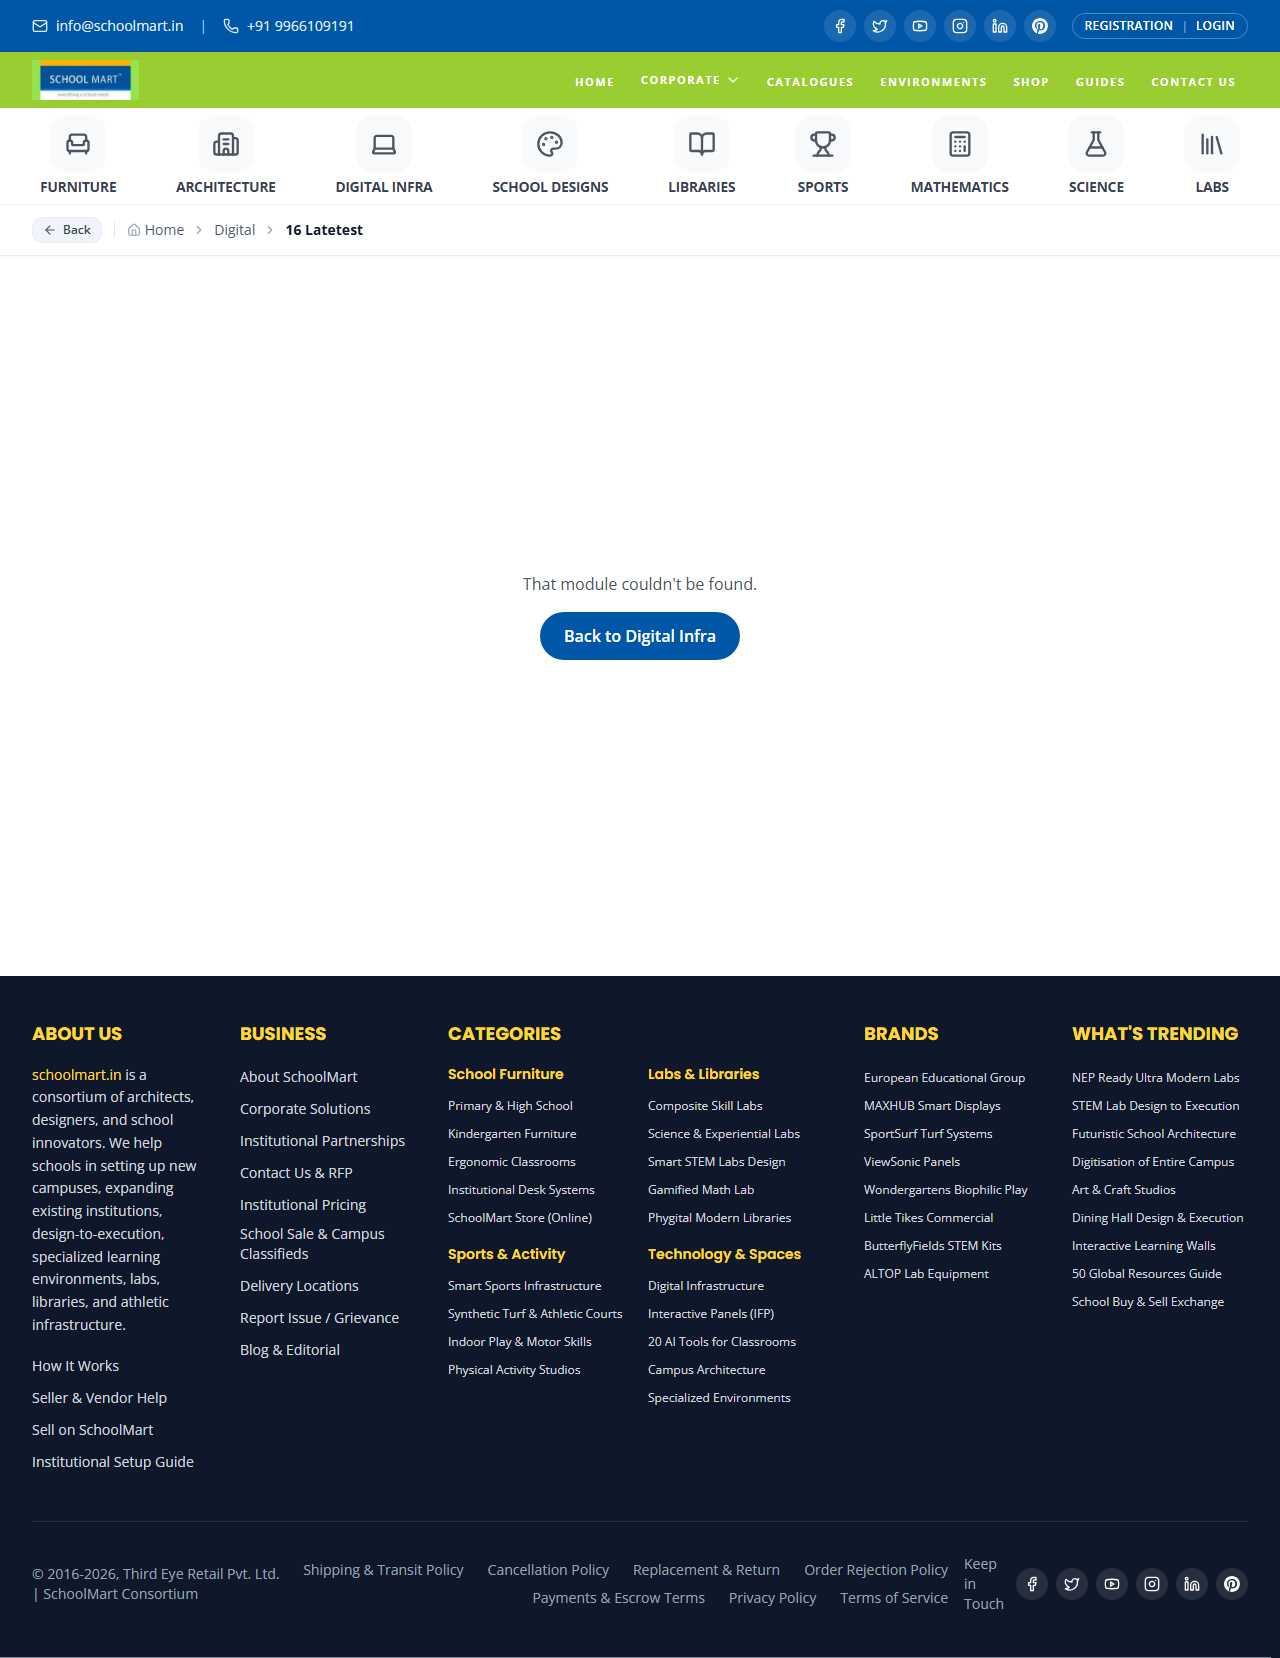 info@schoolmart.in | +91 9966109191
REGISTRATION | LOGIN
SCHOOL MART
HOME CORPORATE CATALOGUES ENVIRONMENTS SHOP GUIDES CONTACT US
FURNITURE ARCHITECTURE DIGITAL INFRA SCHOOL DESIGNS LIBRARIES SPORTS MATHEMATICS SCIENCE LABS
Back Home Digital 16 Latetest
That module couldn't be found.
Back to Digital Infra
ABOUT US
schoolmart.in is a
consortium of architects,
designers, and school
innovators. We help
schools in setting up new
campuses, expanding
existing institutions,
design-to-execution,
specialized learning
environments, labs,
libraries, and athletic
infrastructure.
How It Works
Seller & Vendor Help
Sell on SchoolMart
Institutional Setup Guide
BUSINESS
About SchoolMart
Corporate Solutions
Institutional Partnerships
Contact Us & RFP
Institutional Pricing
School Sale & Campus
Classifieds
Delivery Locations
Report Issue / Grievance
Blog & Editorial
CATEGORIES
School Furniture
Primary & High School
Kindergarten Furniture
Ergonomic Classrooms
Institutional Desk Systems
SchoolMart Store (Online)
Labs & Libraries
Composite Skill Labs
Science & Experiential Labs
Smart STEM Labs Design
Gamified Math Lab
Phygital Modern Libraries
Sports & Activity
Smart Sports Infrastructure
Synthetic Turf & Athletic Courts
Indoor Play & Motor Skills
Physical Activity Studios
Technology & Spaces
Digital Infrastructure
Interactive Panels (IFP)
20 AI Tools for Classrooms
Campus Architecture
Specialized Environments
BRANDS
European Educational Group
MAXHUB Smart Displays
SportSurf Turf Systems
ViewSonic Panels
Wondergartens Biophilic Play
Little Tikes Commercial
ButterflyFields STEM Kits
ALTOP Lab Equipment
WHAT'S TRENDING
NEP Ready Ultra Modern Labs
STEM Lab Design to Execution
Futuristic School Architecture
Digitisation of Entire Campus
Art & Craft Studios
Dining Hall Design & Execution
Interactive Learning Walls
50 Global Resources Guide
School Buy & Sell Exchange
© 2016-2026, Third Eye Retail Pvt. Ltd.
| SchoolMart Consortium
Shipping & Transit Policy Cancellation Policy Replacement & Return Order Rejection Policy
Payments & Escrow Terms Privacy Policy Terms of Service
Keep
in
Touch